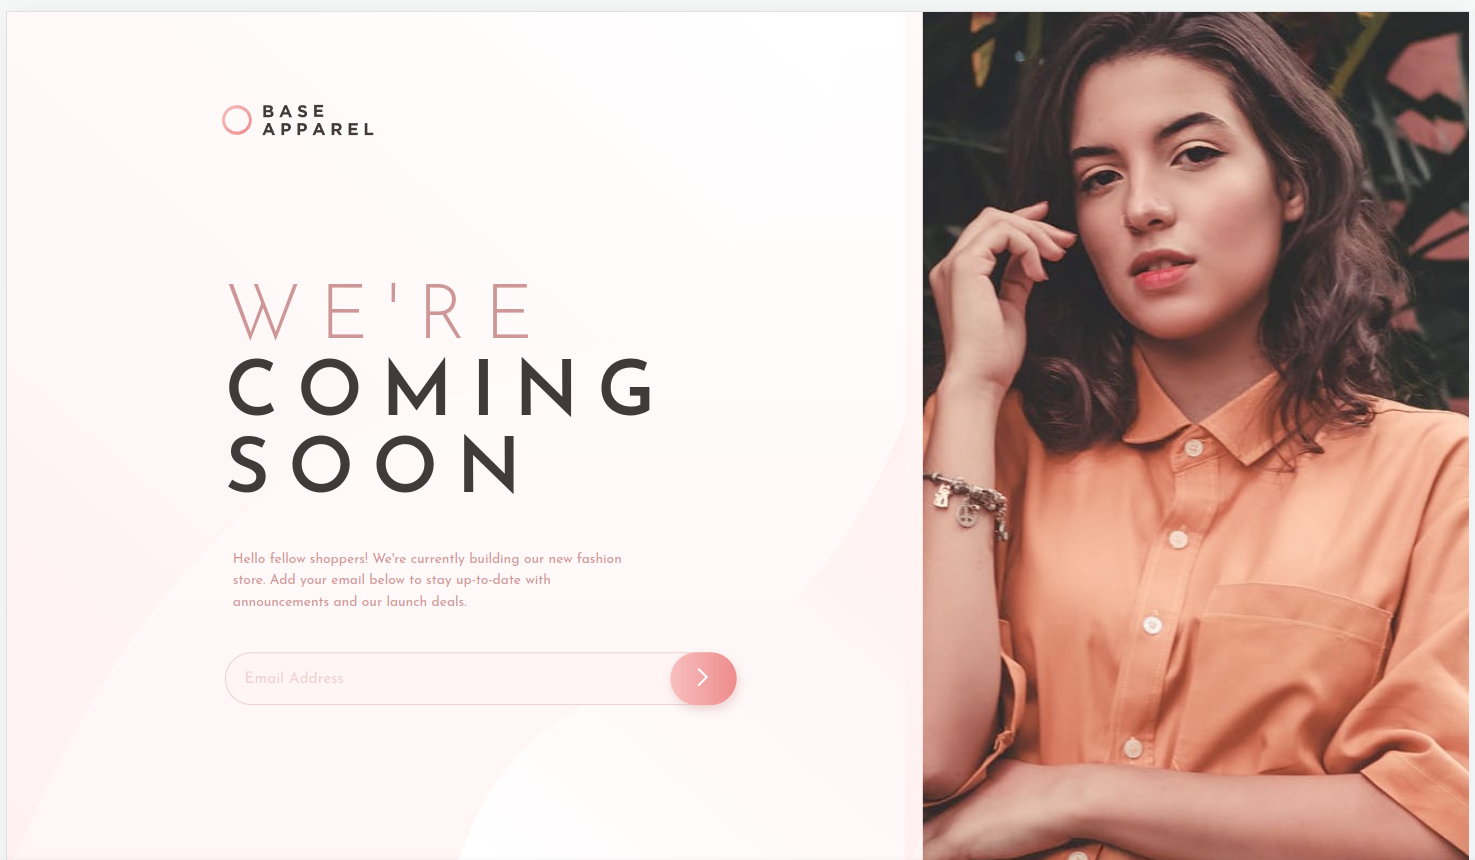 BASE
APPAREL
WE'RE
COMING
SOON
Hello fellow shoppers! We're currently building our new fashion
store. Add your email below to stay up-to-date with
announcements and our launch deals.
Email Address